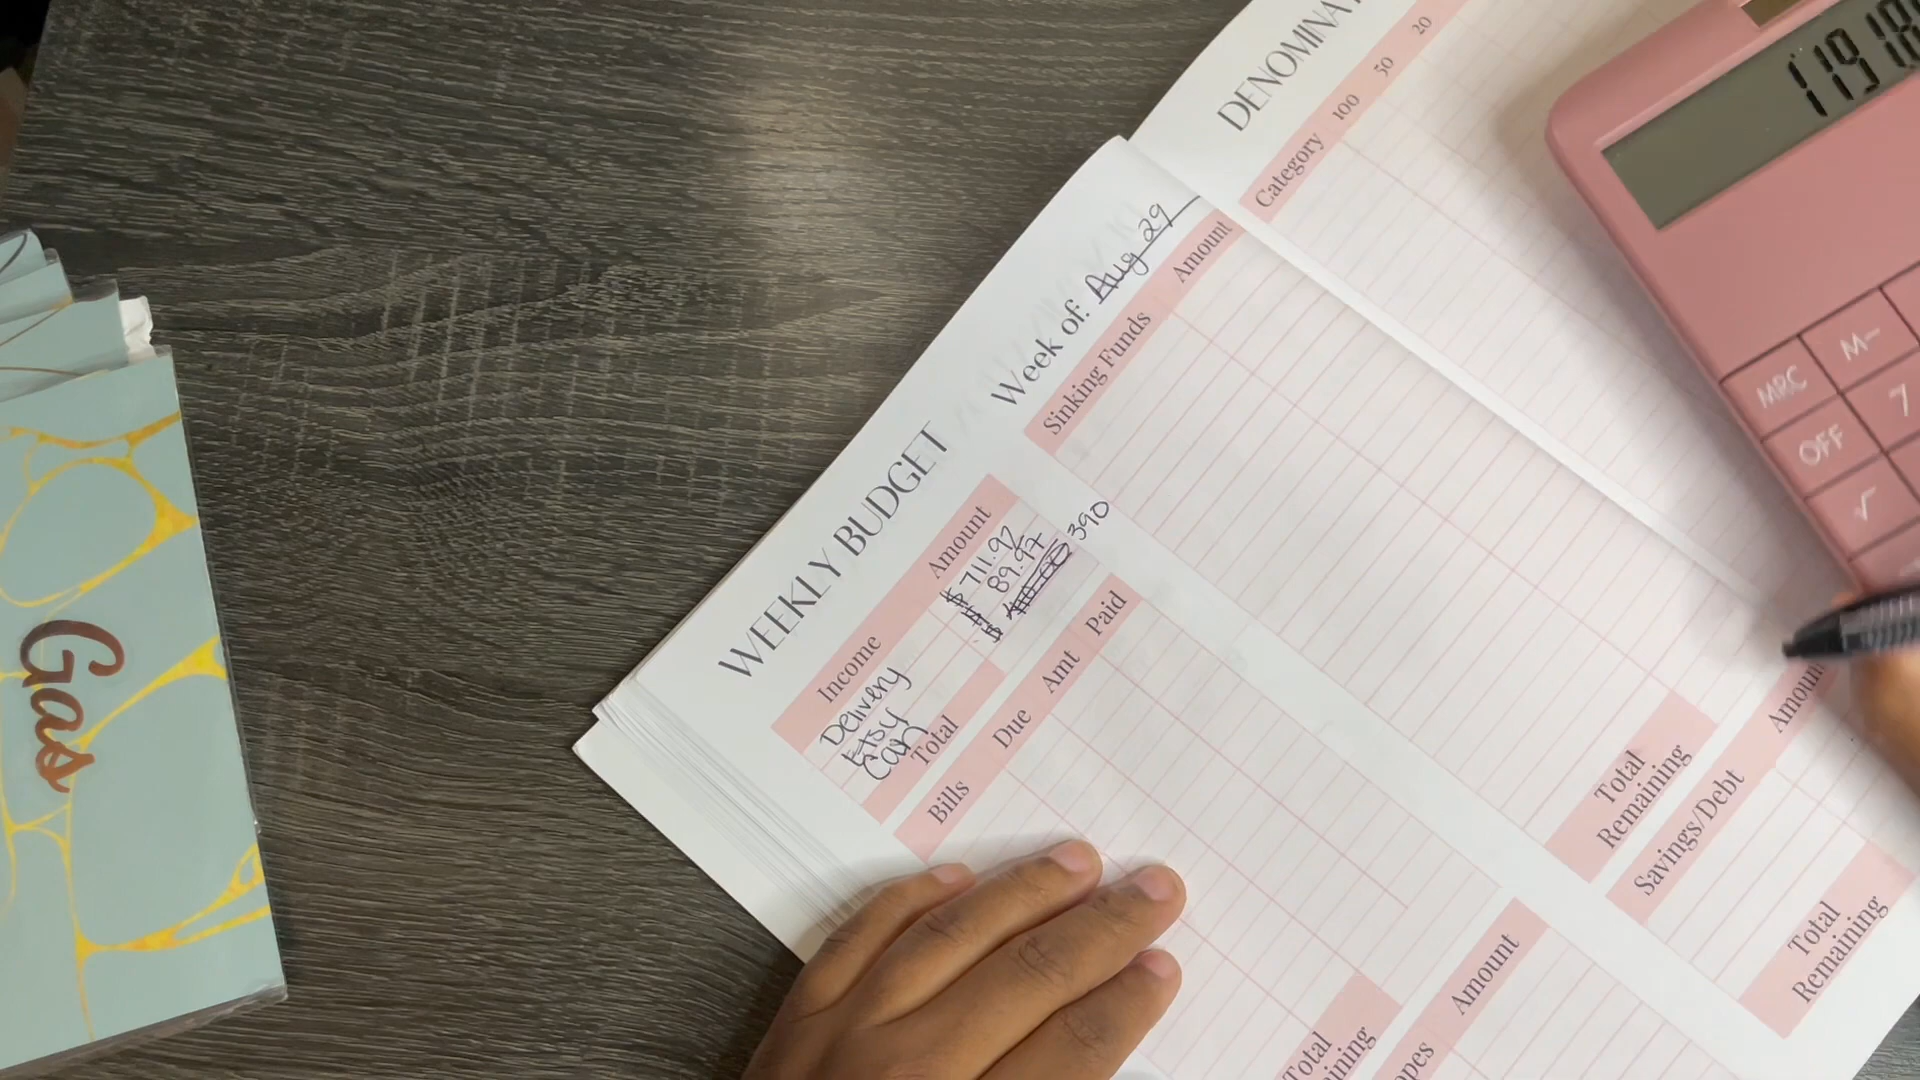 WEEKLY BUDGET
Week of: Aug 29
Income Amount
Delivery $711.92
Etsy 89.97
Cash 390
Total
Bills Due Amt Paid
Total
Amount
Sinking Funds Amount
Total
Remaining
Savings/Debt Amount
Total
Remaining
Category 100 50 20
Gas
MRC
M-
OFF
7
√